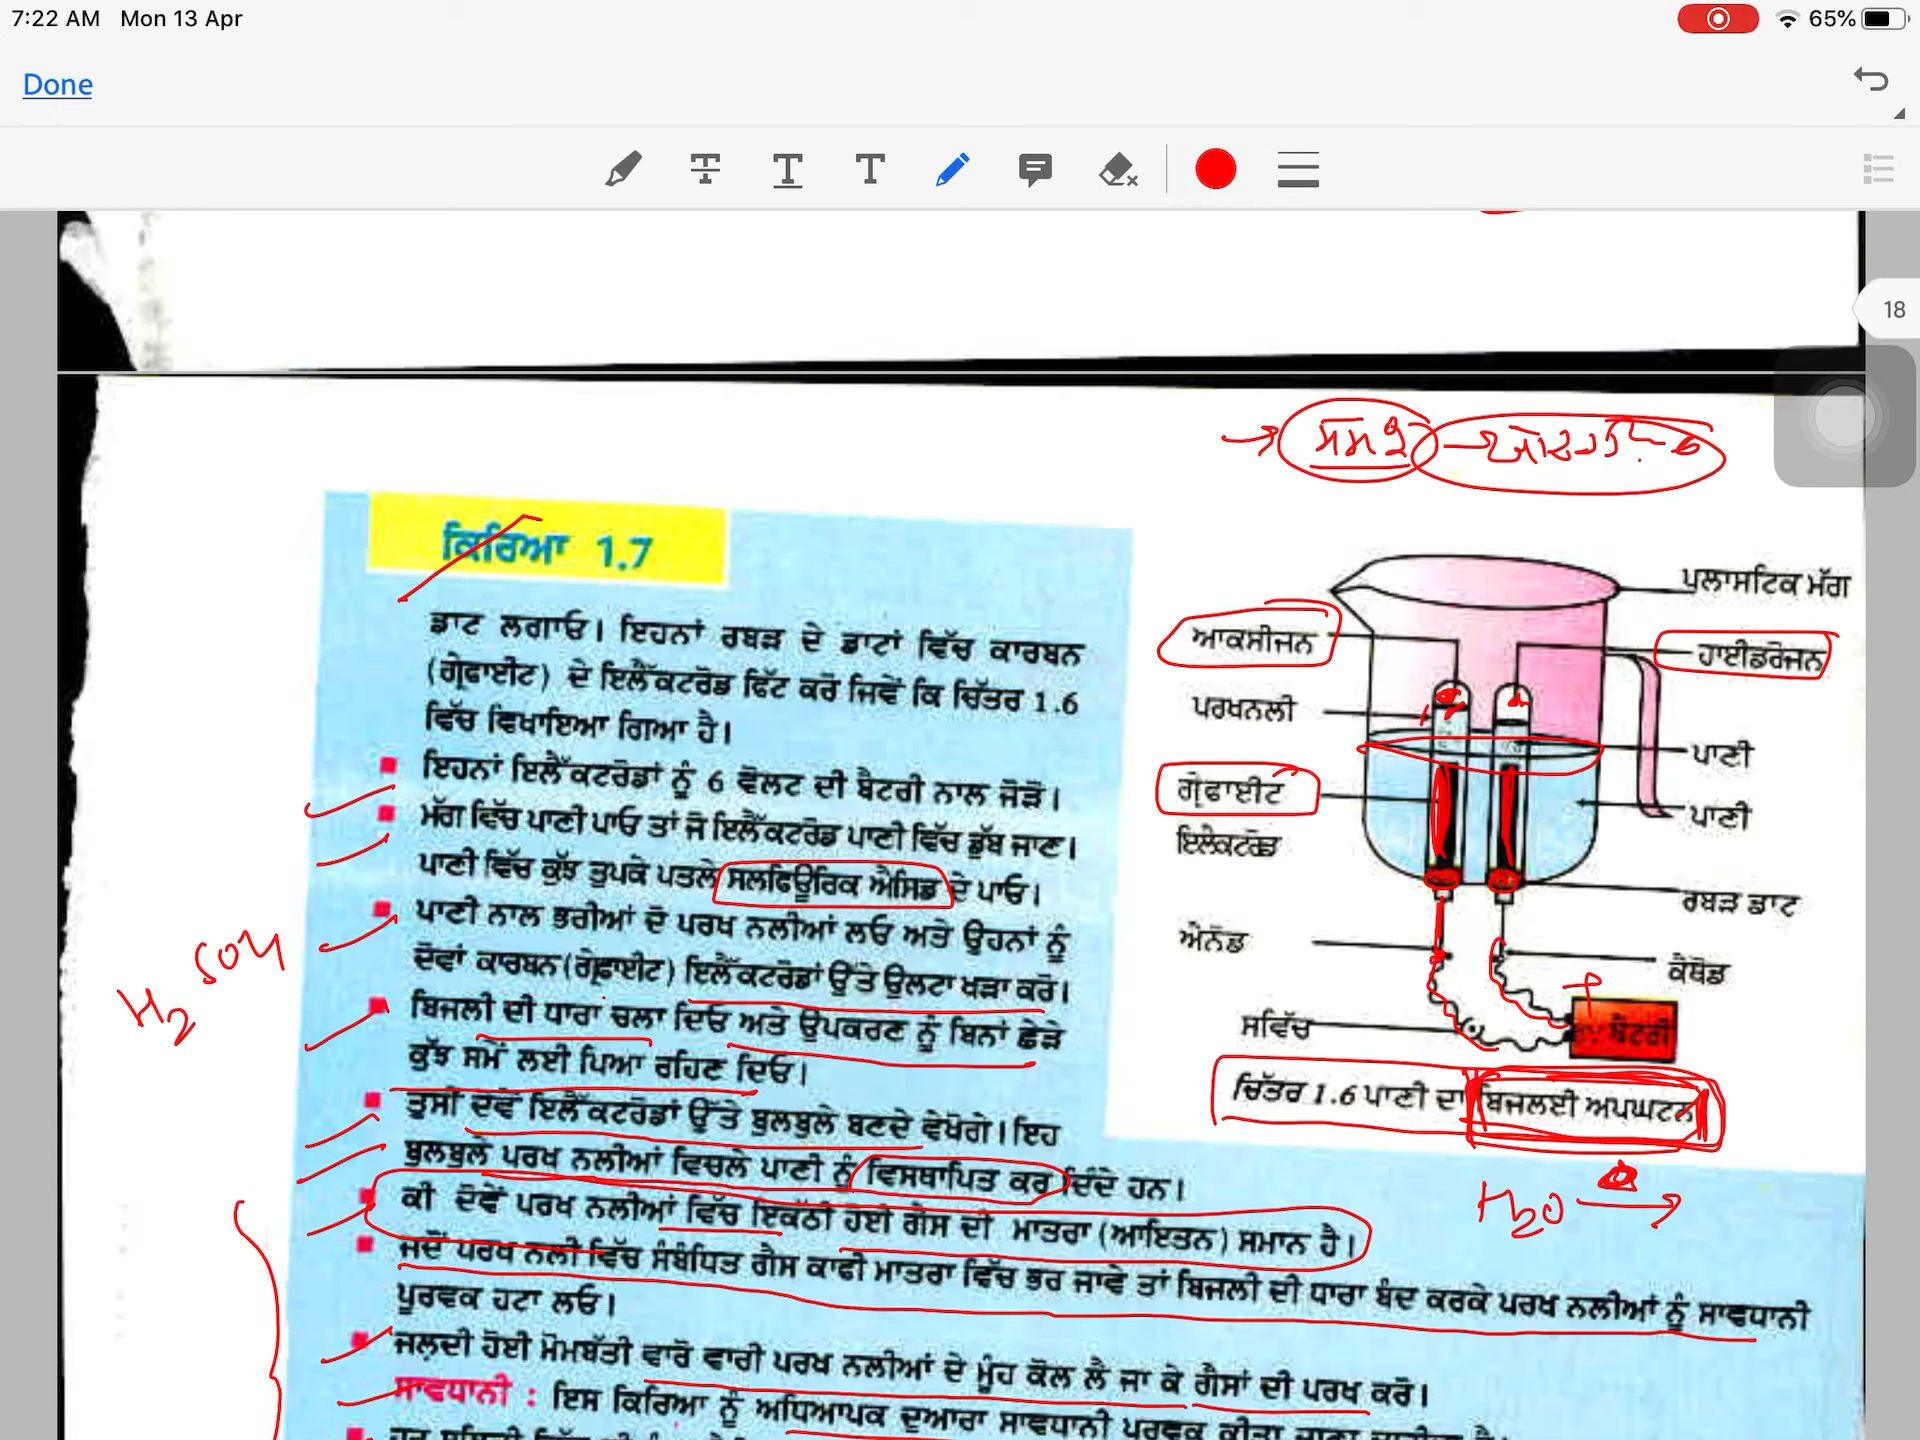 7:22 AM Mon 13 Apr
65%
Done
T T T
18
ਕਿਰਿਆ 1.7
ਡਾਟ ਲਗਾਓ। ਇਹਨਾਂ ਰਬੜ ਦੇ ਡਾਟਾਂ ਵਿੱਚ ਕਾਰਬਨ
(ਗ੍ਰੇਫਾਈਟ) ਦੇ ਇਲੈੱਕਟਰੋਡ ਫਿੱਟ ਕਰੋ ਜਿਵੇਂ ਕਿ ਚਿੱਤਰ 1.6
ਵਿੱਚ ਵਿਖਾਇਆ ਗਿਆ ਹੈ।
ਇਹਨਾਂ ਇਲੈੱਕਟਰੋਡਾਂ ਨੂੰ 6 ਵੋਲਟ ਦੀ ਬੈਟਰੀ ਨਾਲ ਜੋੜੋ।
ਮੱਗ ਵਿੱਚ ਪਾਣੀ ਪਾਓ ਤਾਂ ਜੋ ਇਲੈੱਕਟਰੋਡ ਪਾਣੀ ਵਿੱਚ ਡੁੱਬ ਜਾਣ।
ਪਾਣੀ ਵਿੱਚ ਕੁੱਝ ਤੁਪਕੇ ਪਤਲੇ ਸਲਫਿਊਰਿਕ ਐਸਿਡ ਦੇ ਪਾਓ।
ਪਾਣੀ ਨਾਲ ਭਰੀਆਂ ਦੋ ਪਰਖ ਨਲੀਆਂ ਲਓ ਅਤੇ ਉਹਨਾਂ ਨੂੰ
ਦੋਵਾਂ ਕਾਰਬਨ (ਗ੍ਰੇਫਾਈਟ) ਇਲੈੱਕਟਰੋਡਾਂ ਉੱਤੇ ਉਲਟਾ ਖੜਾ ਕਰੋ।
ਬਿਜਲੀ ਦੀ ਧਾਰਾ ਚਲਾ ਦਿਓ ਅਤੇ ਉਪਕਰਣ ਨੂੰ ਬਿਨਾਂ ਛੇੜੇ
ਕੁੱਝ ਸਮੇਂ ਲਈ ਪਿਆ ਰਹਿਣ ਦਿਓ।
ਤੁਸੀਂ ਦੋਵੇਂ ਇਲੈੱਕਟਰੋਡਾਂ ਉੱਤੇ ਬੁਲਬੁਲੇ ਬਣਦੇ ਵੇਖੋਗੇ। ਇਹ
ਬੁਲਬੁਲੇ ਪਰਖ ਨਲੀਆਂ ਵਿਚਲੇ ਪਾਣੀ ਨੂੰ ਵਿਸਥਾਪਿਤ ਕਰ ਦਿੰਦੇ ਹਨ।
ਕੀ ਦੋਵੇਂ ਪਰਖ ਨਲੀਆਂ ਵਿੱਚ ਇਕੱਠੀ ਹੋਈ ਗੈਸ ਦੀ ਮਾਤਰਾ (ਆਇਤਨ) ਸਮਾਨ ਹੈ।
ਜਦੋਂ ਪਰਖ ਨਲੀ ਵਿੱਚ ਸੰਬੰਧਿਤ ਗੈਸ ਕਾਫੀ ਮਾਤਰਾ ਵਿੱਚ ਭਰ ਜਾਵੇ ਤਾਂ ਬਿਜਲੀ ਦੀ ਧਾਰਾ ਬੰਦ ਕਰਕੇ ਪਰਖ ਨਲੀਆਂ ਨੂੰ ਸਾਵਧਾਨੀ
ਪੂਰਵਕ ਹਟਾ ਲਓ।
ਜਲਦੀ ਹੋਈ ਮੋਮਬੱਤੀ ਵਾਰੋ ਵਾਰੀ ਪਰਖ ਨਲੀਆਂ ਦੇ ਮੂੰਹ ਕੋਲ ਲੈ ਜਾ ਕੇ ਗੈਸਾਂ ਦੀ ਪਰਖ ਕਰੋ।
ਸਾਵਧਾਨੀ : ਇਸ ਕਿਰਿਆ ਨੂੰ ਅਧਿਆਪਕ ਦੁਆਰਾ ਸਾਵਧਾਨੀ ਪੂਰਵਕ ਕੀਤਾ ਜਾਣਾ
H2SO4
ਪਲਾਸਟਿਕ ਮੱਗ
ਆਕਸੀਜਨ
ਹਾਈਡਰੋਜਨ
ਪਰਖਨਲੀ
ਪਾਣੀ
ਗ੍ਰੇਫਾਈਟ
ਪਾਣੀ
ਇਲੈਕਟਰੋਡ
ਰਬੜ ਡਾਟ
ਐਨੋਡ
ਕੈਥੋਡ
ਸਵਿੱਚ
ਬੈਟਰੀ
ਚਿੱਤਰ 1.6 ਪਾਣੀ ਦਾ ਬਿਜਲਈ ਅਪਘਟਨ
H2O →